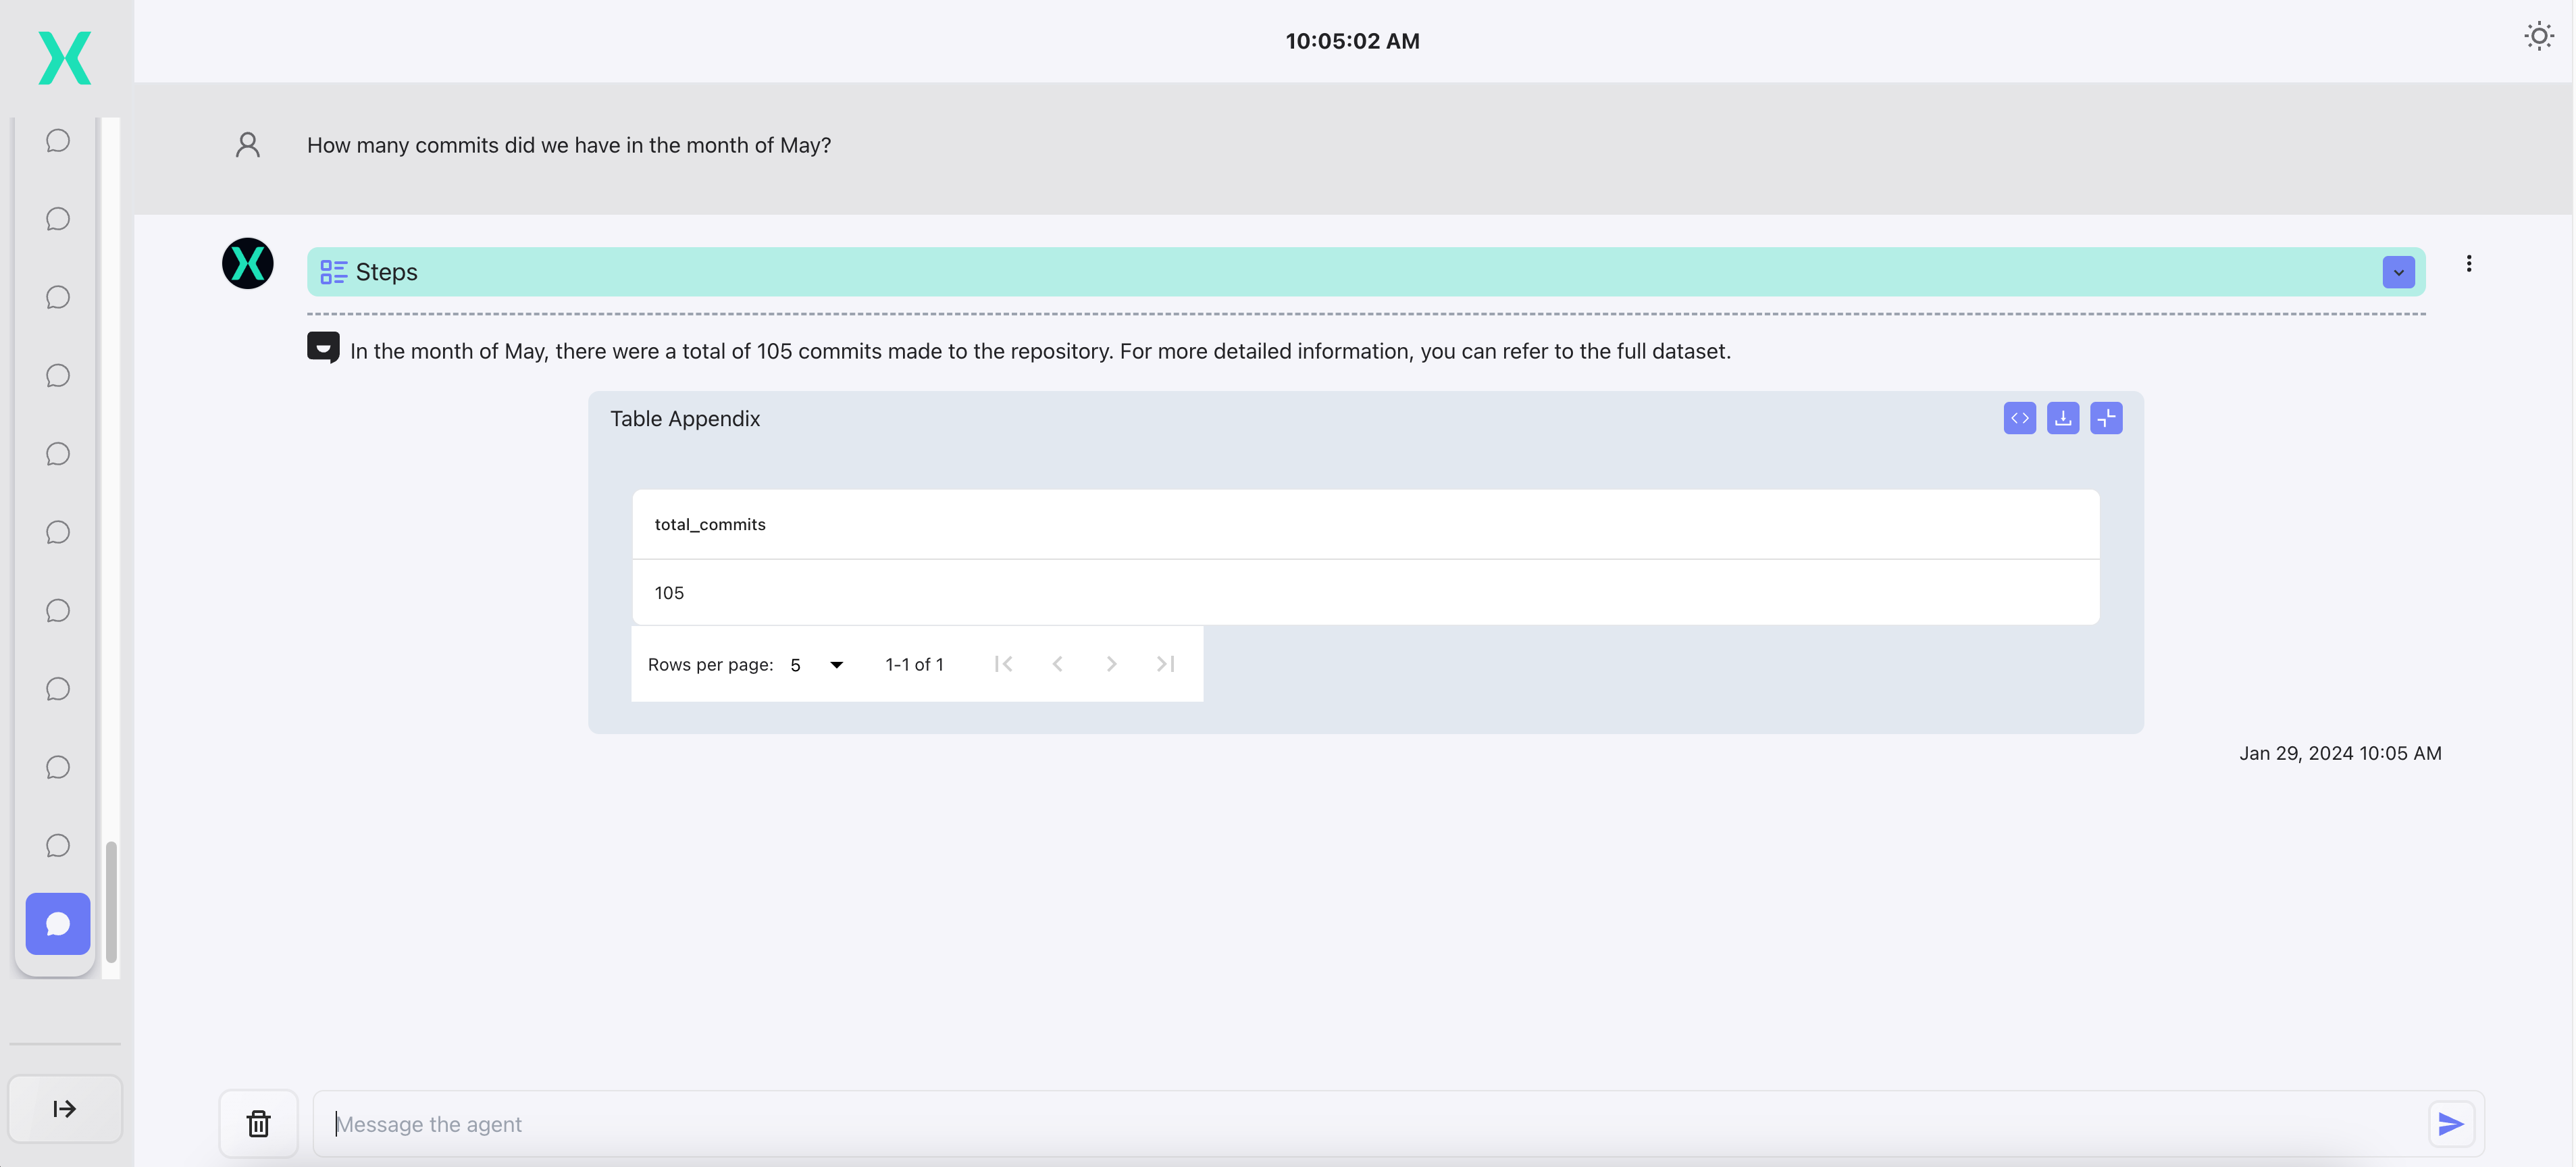 10:05:02 AM
How many commits did we have in the month of May?
Steps
In the month of May, there were a total of 105 commits made to the repository. For more detailed information, you can refer to the full dataset.
Table Appendix
total_commits
105
Rows per page: 5 1-1 of 1
Jan 29, 2024 10:05 AM
Message the agent